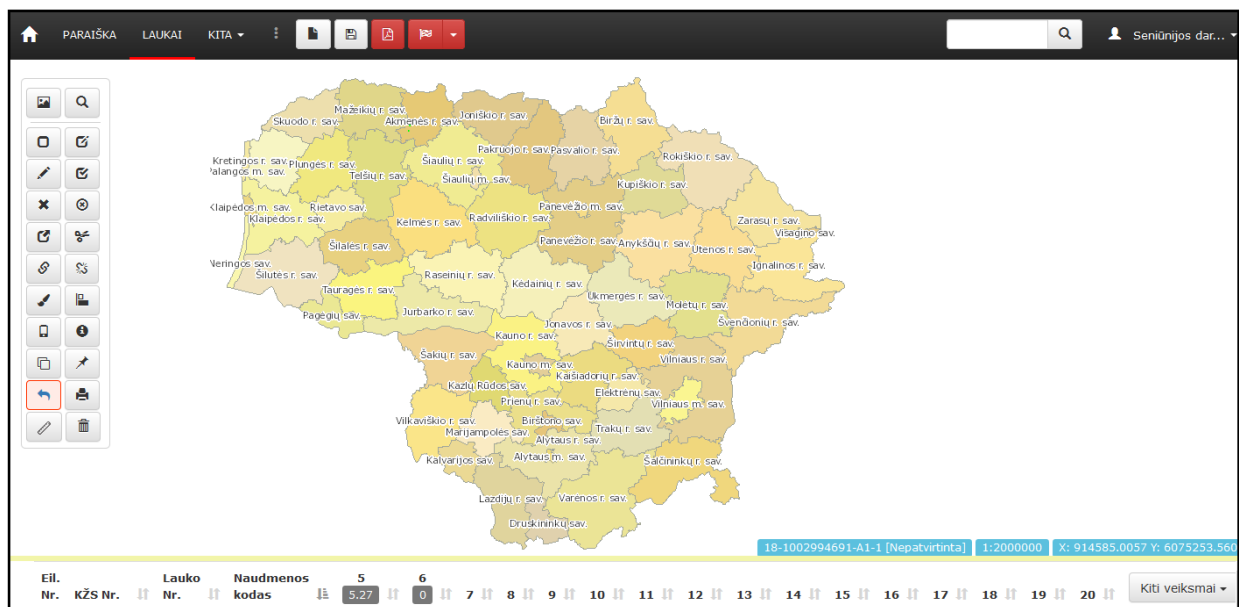 PARAIŠKA LAUKAI KITA Seniūnijos dar...
Mažeikių r. sav.
Skuodo r. sav. Akmenės r. sav. Joniškio r. sav.
Biržų r. sav.
Pakruojo r. sav. Pasvalio r. sav.
Kretingos r. sav. Plungės r. sav. Šiaulių r. sav. Rokiškio r. sav.
Palangos m. sav. Telšių r. sav. Šiaulių m. sav.
Kupiškio r. sav.
Klaipėdos m. sav. Rietavo sav. Panevėžio m. sav.
Klaipėdos r. sav. Kelmės r. sav. Radviliškio r. sav. Zarasų r. sav.
Visagino sav.
Šilalės r. sav. Panevėžio r. sav. Anykščių r. sav. Utenos r. sav.
Neringos sav. Ignalinos r. sav.
Šilutės r. sav. Raseinių r. sav.
Kėdainių r. sav.
Tauragės r. sav. Ukmergės r. sav. Molėtų r. sav.
Pagėgių sav. Jurbarko r. sav.
Jonavos r. sav. Švenčionių r. sav.
Kauno r. sav. Širvintų r. sav.
Šakių r. sav. Vilniaus r. sav.
Kauno m. sav.
Kaišiadorių r. sav.
Kazlų Rūdos sav. Elektrėnų sav.
Prienų r. sav. Vilniaus m. sav.
Vilkaviškio r. sav. Birštono sav.
Marijampolės sav. Trakų r. sav.
Alytaus r. sav.
Kalvarijos sav. Alytaus m. sav. Šalčininkų r. sav.
Lazdijų r. sav. Varėnos r. sav.
Druskininkų sav.
18-1002994691-A1-1 [Nepatvirtinta] 1:2000000 X: 914585.0057 Y: 6075253.560
Eil. Lauko Naudmenos 5 6
Nr. KŽS Nr. Nr. kodas 5.27 0 7 8 9 10 11 12 13 14 15 16 17 18 19 20 Kiti veiksmai